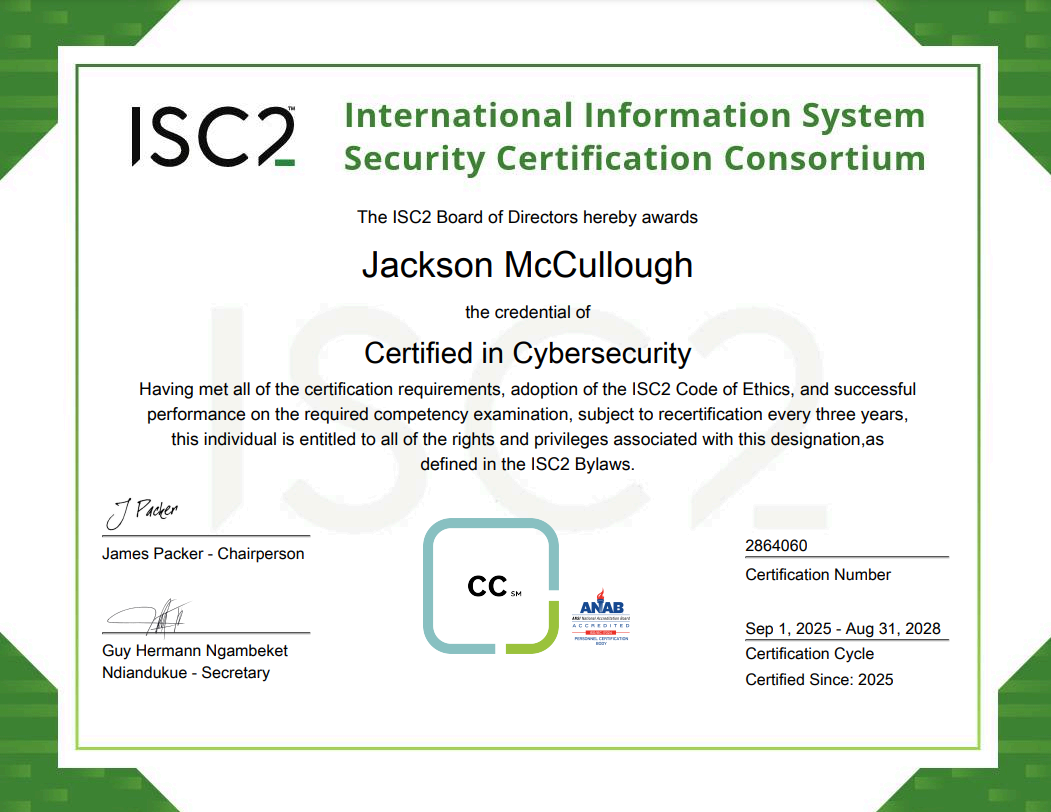 ISC2™
International Information System
Security Certification Consortium
The ISC2 Board of Directors hereby awards
Jackson McCullough
the credential of
Certified in Cybersecurity
Having met all of the certification requirements, adoption of the ISC2 Code of Ethics, and successful
performance on the required competency examination, subject to recertification every three years,
this individual is entitled to all of the rights and privileges associated with this designation,as
defined in the ISC2 Bylaws.
ISC2
J Packer
James Packer - Chairperson
Guy Hermann Ngambeket
Ndiandukue - Secretary
CC SM
ANAB
ANSI National Accreditation Board
ACCREDITED
PERSONNEL CERTIFICATION
BODY
2864060
Certification Number
Sep 1, 2025 - Aug 31, 2028
Certification Cycle
Certified Since: 2025